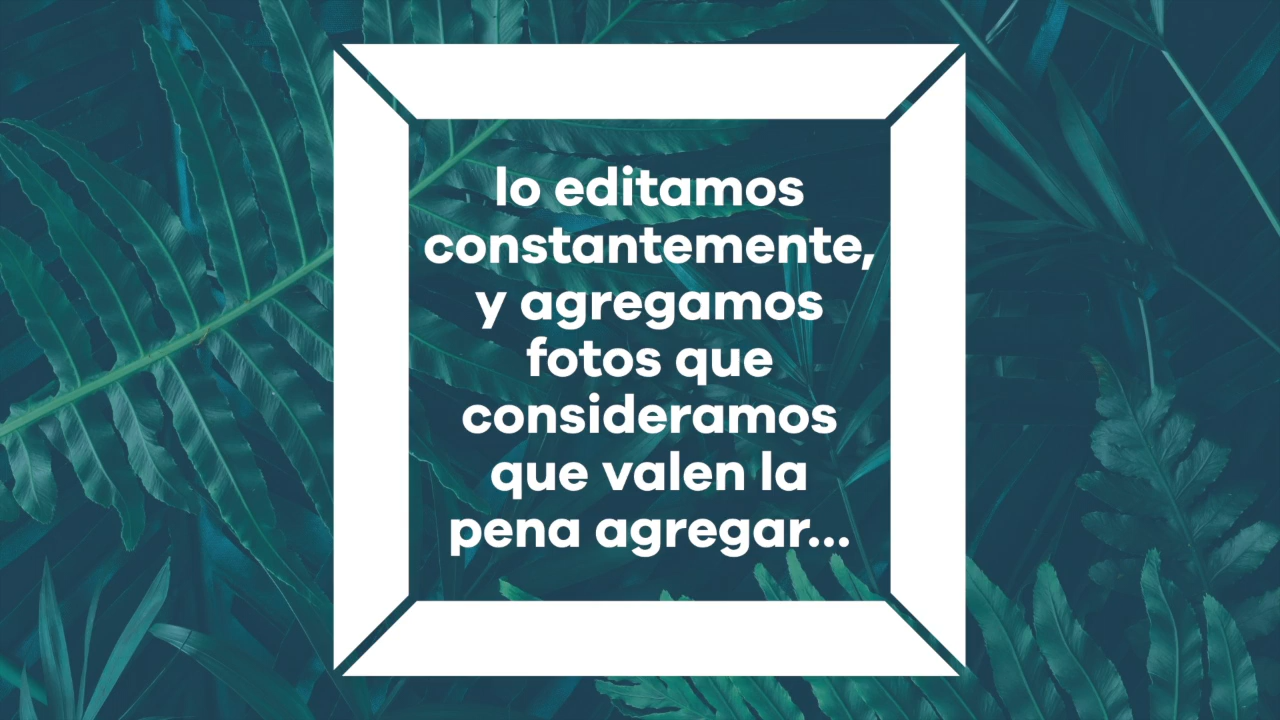 lo editamos
constantemente,
y agregamos
fotos que
consideramos
que valen la
pena agregar...